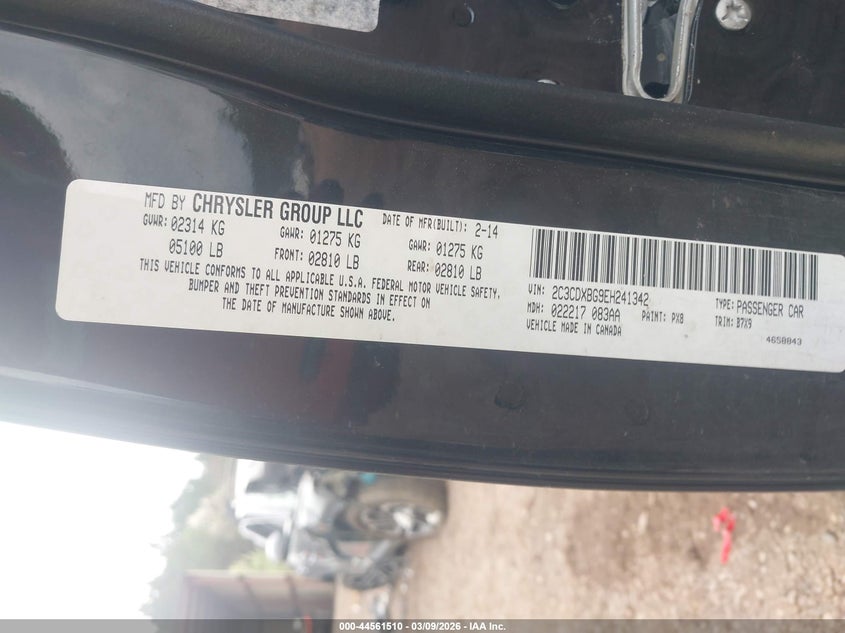 MFD BY CHRYSLER GROUP LLC DATE OF MFR(BUILT): 2-14
GVWR: 02314 KG GAWR: 01275 KG GAWR: 01275 KG
05100 LB FRONT: 02810 LB REAR: 02810 LB
THIS VEHICLE CONFORMS TO ALL APPLICABLE U.S.A. FEDERAL MOTOR VEHICLE SAFETY,
BUMPER AND THEFT PREVENTION STANDARDS IN EFFECT ON
THE DATE OF MANUFACTURE SHOWN ABOVE.
VIN: 2C3CDXBG9EH241342 TYPE: PASSENGER CAR
MDH: 022217 083AA PAINT: PX8 TRIM: B7X9
VEHICLE MADE IN CANADA 4658843
000-44561510 | 03/09/2026 | IAA Inc.